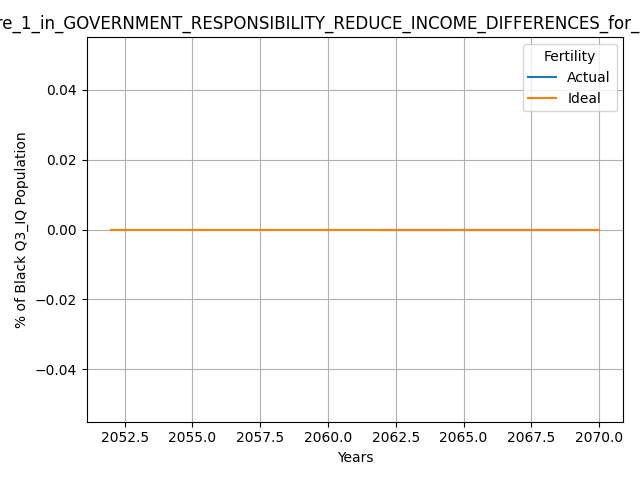 re_1_in_GOVERNMENT_RESPONSIBILITY_REDUCE_INCOME_DIFFERENCES_for_
Fertility
Actual
Ideal
0.04
0.02
0.00
−0.02
−0.04
% of Black Q3_IQ Population
2052.5 2055.0 2057.5 2060.0 2062.5 2065.0 2067.5 2070.0
Years